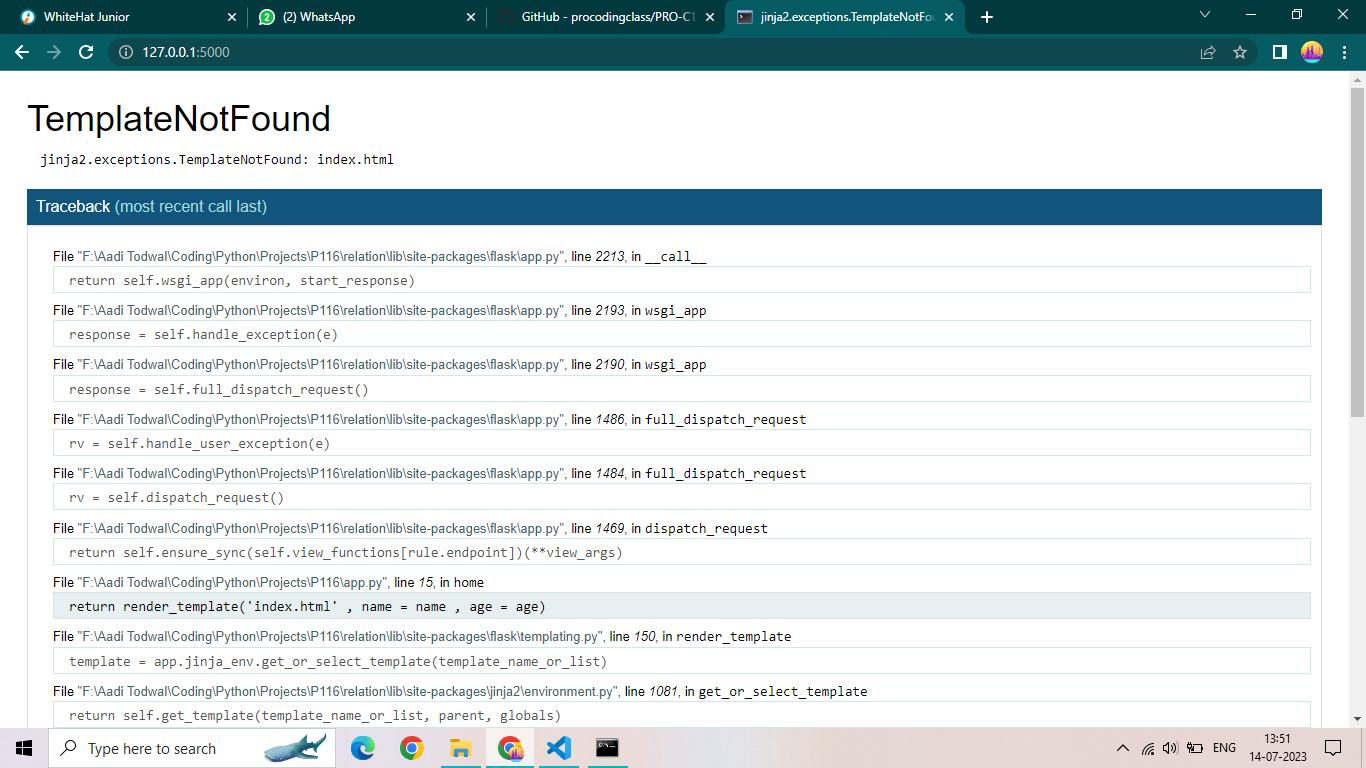 WhiteHat Junior
2
(2) WhatsApp
GitHub - procodingclass/PRO-C1
jinja2.exceptions.TemplateNotFou
127.0.0.1:5000
TemplateNotFound
jinja2.exceptions.TemplateNotFound: index.html
Traceback (most recent call last)
File "F:\Aadi Todwal\Coding\Python\Projects\P116\relation\lib\site-packages\flask\app.py", line 2213, in __call__
return self.wsgi_app(environ, start_response)
File "F:\Aadi Todwal\Coding\Python\Projects\P116\relation\lib\site-packages\flask\app.py", line 2193, in wsgi_app
response = self.handle_exception(e)
File "F:\Aadi Todwal\Coding\Python\Projects\P116\relation\lib\site-packages\flask\app.py", line 2190, in wsgi_app
response = self.full_dispatch_request()
File "F:\Aadi Todwal\Coding\Python\Projects\P116\relation\lib\site-packages\flask\app.py", line 1486, in full_dispatch_request
rv = self.handle_user_exception(e)
File "F:\Aadi Todwal\Coding\Python\Projects\P116\relation\lib\site-packages\flask\app.py", line 1484, in full_dispatch_request
rv = self.dispatch_request()
File "F:\Aadi Todwal\Coding\Python\Projects\P116\relation\lib\site-packages\flask\app.py", line 1469, in dispatch_request
return self.ensure_sync(self.view_functions[rule.endpoint])(**view_args)
File "F:\Aadi Todwal\Coding\Python\Projects\P116\app.py", line 15, in home
return render_template('index.html' , name = name , age = age)
File "F:\Aadi Todwal\Coding\Python\Projects\P116\relation\lib\site-packages\flask\templating.py", line 150, in render_template
template = app.jinja_env.get_or_select_template(template_name_or_list)
File "F:\Aadi Todwal\Coding\Python\Projects\P116\relation\lib\site-packages\jinja2\environment.py", line 1081, in get_or_select_template
return self.get_template(template_name_or_list, parent, globals)
Type here to search
ENG
13:51
14-07-2023